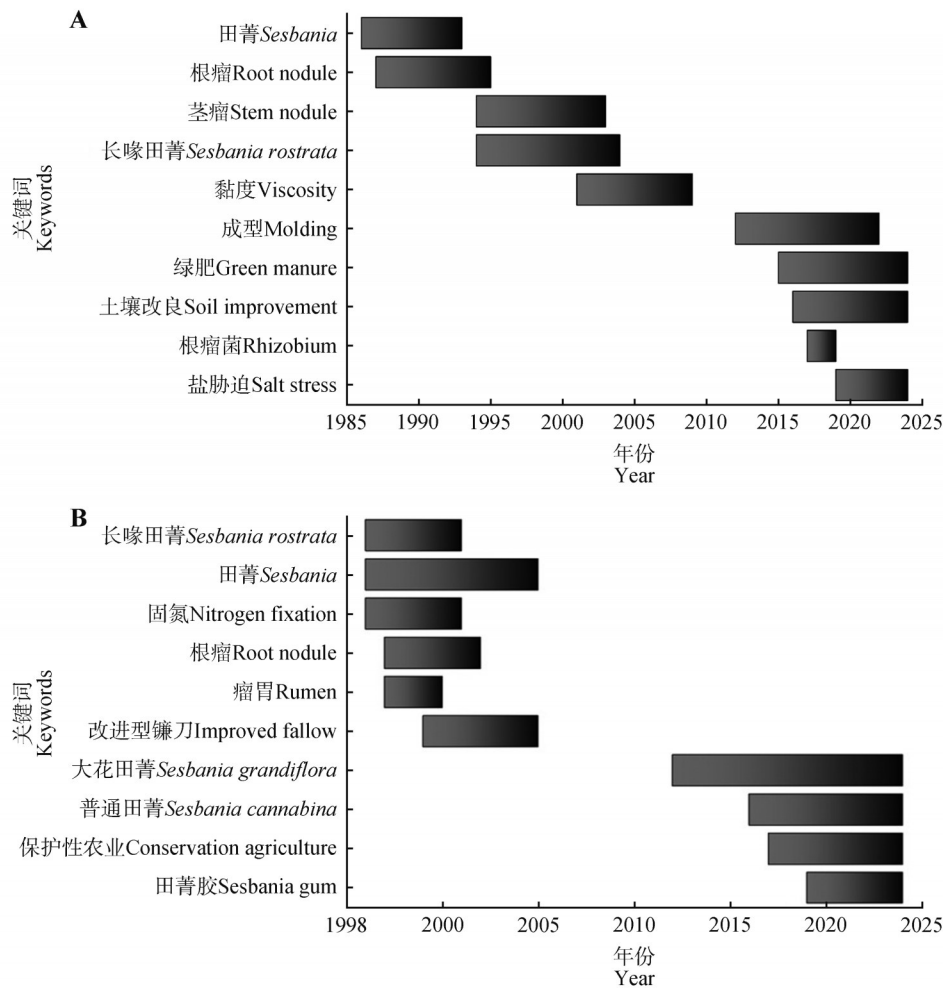 A
田菁Sesbania
根瘤Root nodule
茎瘤Stem nodule
长喙田菁Sesbania rostrata
黏度Viscosity
成型Molding
绿肥Green manure
土壤改良Soil improvement
根瘤菌Rhizobium
盐胁迫Salt stress
关键词
Keywords
1985 1990 1995 2000 2005 2010 2015 2020 2025
年份
Year
B
长喙田菁Sesbania rostrata
田菁Sesbania
固氮Nitrogen fixation
根瘤Root nodule
瘤胃Rumen
改进型镰刀Improved fallow
大花田菁Sesbania grandiflora
普通田菁Sesbania cannabina
保护性农业Conservation agriculture
田菁胶Sesbania gum
关键词
Keywords
1998 2000 2005 2010 2015 2020 2025
年份
Year